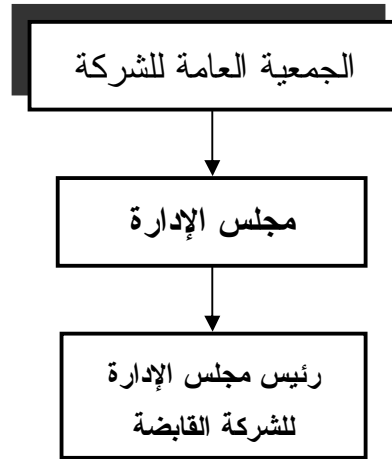 الجمعية العامة للشركة
مجلس الإدارة
رئيس مجلس الإدارة
للشركة القابضة